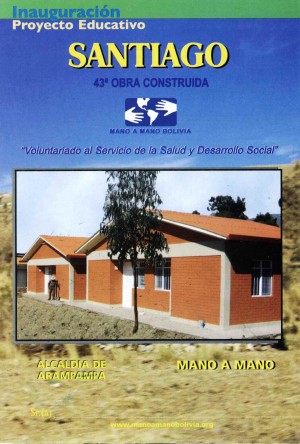 Inauguración
Proyecto Educativo
SANTIAGO
43ª OBRA CONSTRUIDA
MANO A MANO BOLIVIA
"Voluntariado al Servicio de la Salud y Desarrollo Social"
ALCALDIA DE
ARAMPAMPA
MANO A MANO
www.manoamanobolivia.org